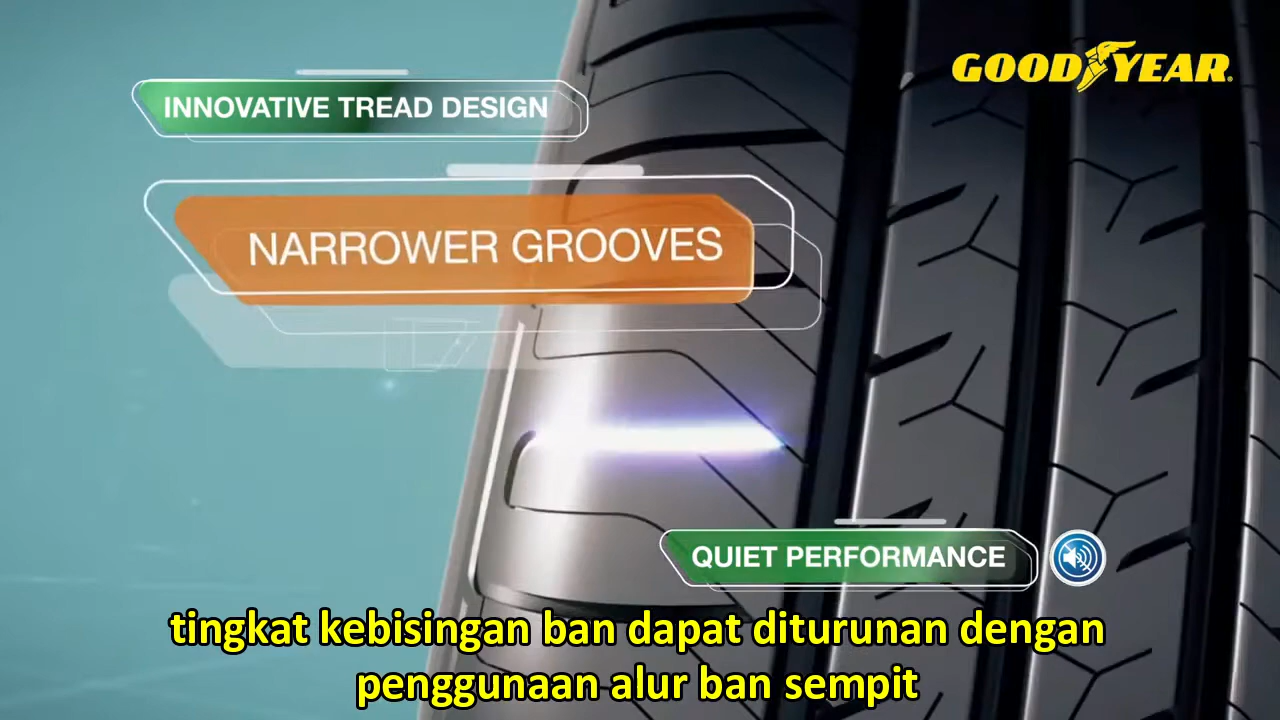 GOODYEAR
INNOVATIVE TREAD DESIGN
NARROWER GROOVES
QUIET PERFORMANCE
tingkat kebisingan ban dapat diturunan dengan
penggunaan alur ban sempit